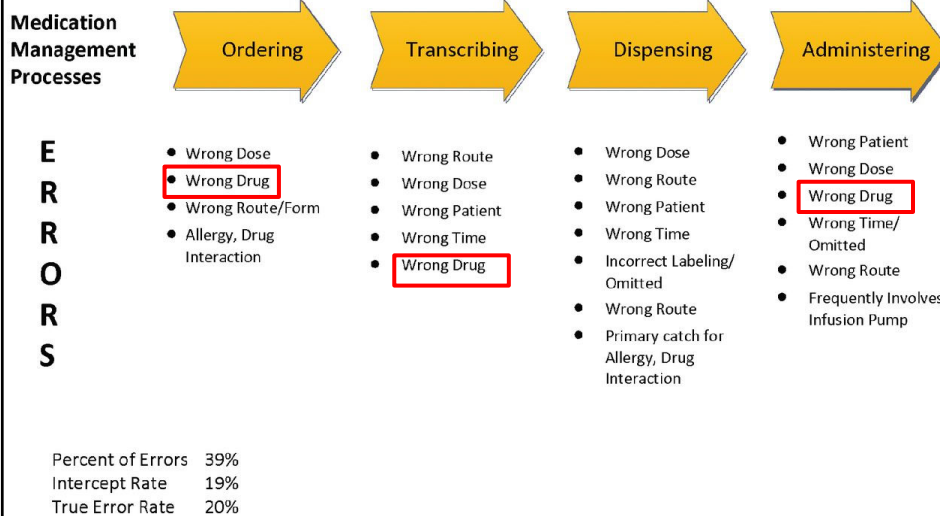 Medication
Management
Processes
Ordering
Transcribing
Dispensing
Administering
E
R
R
O
R
S
• Wrong Dose
• Wrong Drug
• Wrong Route/Form
• Allergy, Drug
Interaction
• Wrong Route
• Wrong Dose
• Wrong Patient
• Wrong Time
• Wrong Drug
• Wrong Dose
• Wrong Route
• Wrong Patient
• Wrong Time
• Incorrect Labeling/
Omitted
• Wrong Route
• Primary catch for
Allergy, Drug
Interaction
• Wrong Patient
• Wrong Dose
• Wrong Drug
• Wrong Time/
Omitted
• Wrong Route
• Frequently Involves
Infusion Pump
Percent of Errors 39%
Intercept Rate 19%
True Error Rate 20%